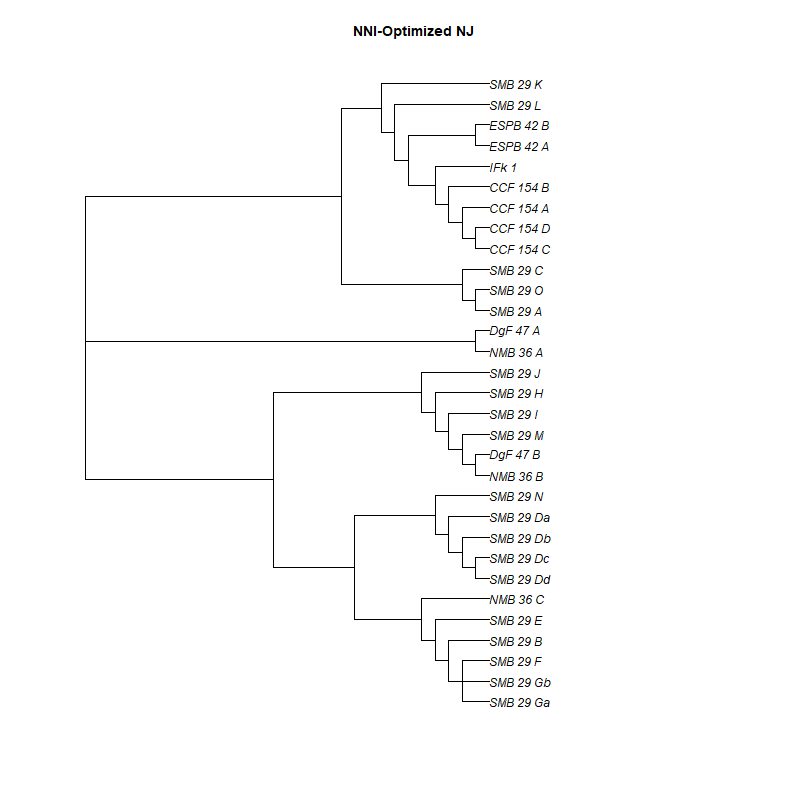 NNI-Optimized NJ
SMB 29 K
SMB 29 L
ESPB 42 B
ESPB 42 A
IFk 1
CCF 154 B
CCF 154 A
CCF 154 D
CCF 154 C
SMB 29 C
SMB 29 O
SMB 29 A
DgF 47 A
NMB 36 A
SMB 29 J
SMB 29 H
SMB 29 I
SMB 29 M
DgF 47 B
NMB 36 B
SMB 29 N
SMB 29 Da
SMB 29 Db
SMB 29 Dc
SMB 29 Dd
NMB 36 C
SMB 29 E
SMB 29 B
SMB 29 F
SMB 29 Gb
SMB 29 Ga